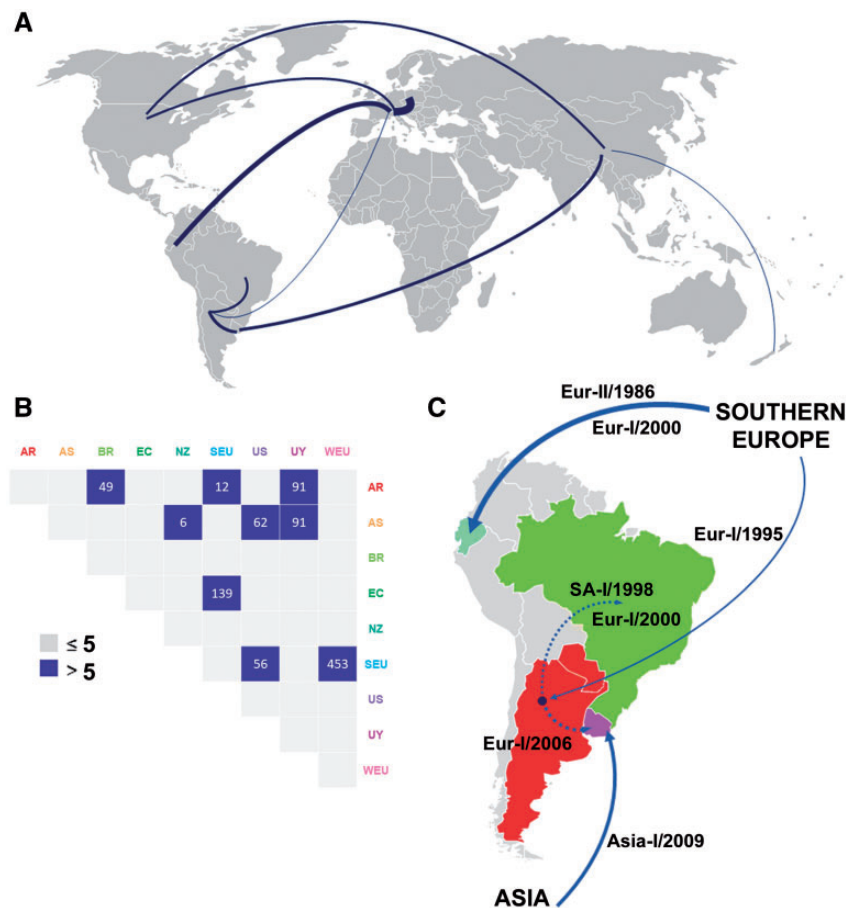 A
B
AR AS BR EC NZ SEU US UY WEU
49 12 91 AR
6 62 91 AS
BR
139 EC
NZ
56 453 SEU
US
UY
WEU
≤ 5
> 5
C
Eur-II/1986
Eur-I/2000
SOUTHERN
EUROPE
Eur-I/1995
SA-I/1998
Eur-I/2000
Eur-I/2006
Asia-I/2009
ASIA